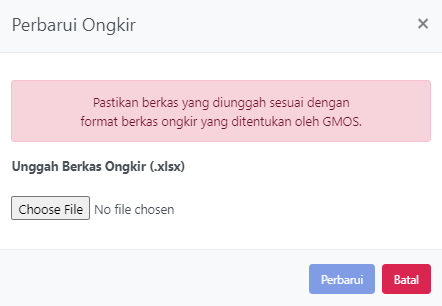 Perbarui Ongkir ×
Pastikan berkas yang diunggah sesuai dengan
format berkas ongkir yang ditentukan oleh GMOS.
Unggah Berkas Ongkir (.xlsx)
Choose File No file chosen
Perbarui Batal